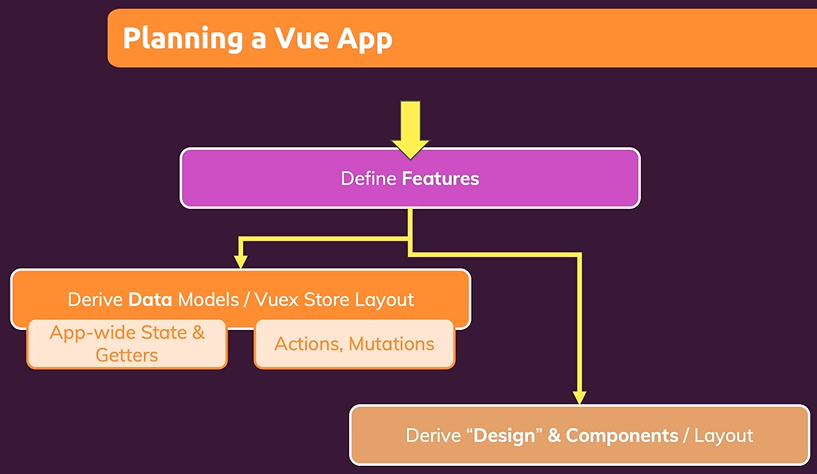 Planning a Vue App
Define Features
Derive Data Models / Vuex Store Layout
App-wide State &
Getters
Actions, Mutations
Derive “Design” & Components / Layout